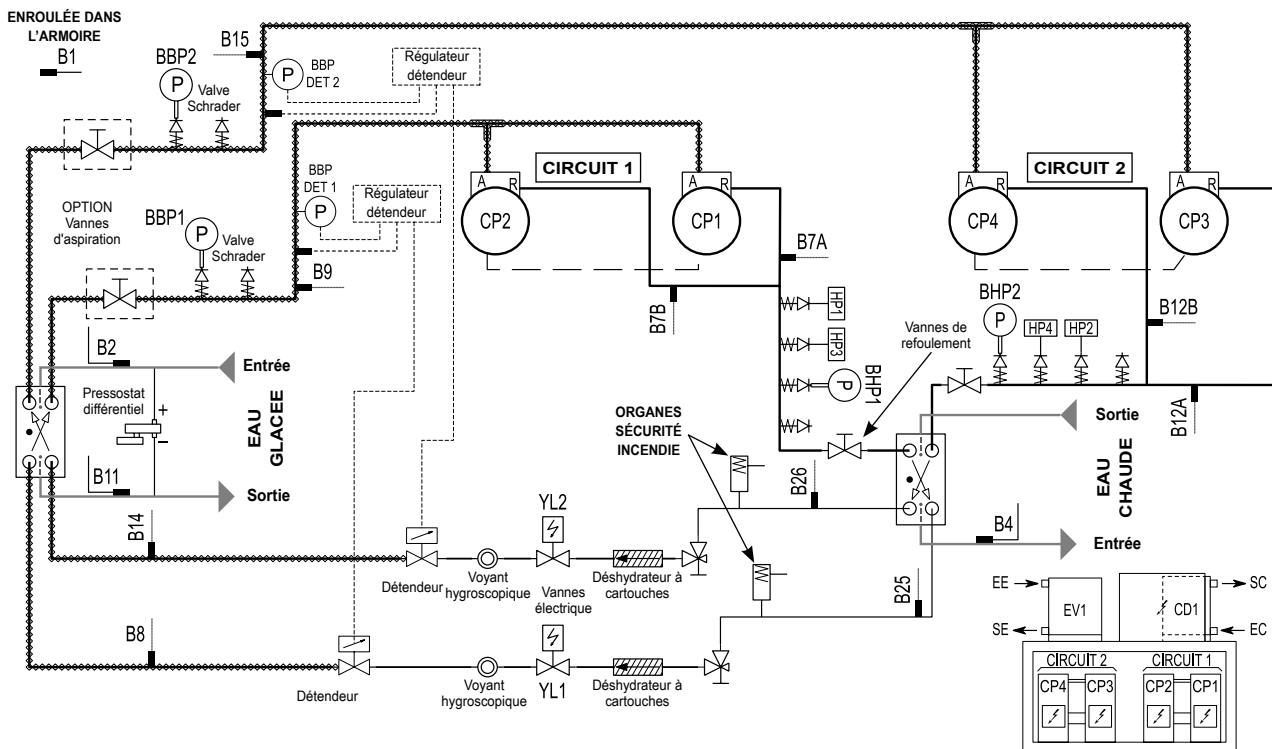 ENROULÉE DANS
L'ARMOIRE
B1
BBP2
P
Valve
Schrader
B15
P
BBP
DET 2
Régulateur
détendeur
OPTION
Vannes
d'aspiration
BBP1
P
Valve
Schrader
BBP
DET 1
P
Régulateur
détendeur
B9
A
R
CP2
CIRCUIT 1
A
R
CP1
B7A
B7B
HP1
HP3
P
BHP1
A
R
CP4
CIRCUIT 2
A
R
CP3
BHP2
P
HP4
HP2
B12B
B12A
Vannes de
refoulement
B2
Entrée
Pressostat
différentiel
+
–
EAU
GLACEE
B11
Sortie
B14
ORGANES
SÉCURITÉ
INCENDIE
B26
Sortie
EAU
CHAUDE
B4
Entrée
YL2
Détendeur
Voyant
hygroscopique
Vannes
électrique
Déshydrateur à
cartouches
B25
B8
Détendeur
Voyant
hygroscopique
YL1
Déshydrateur à
cartouches
EE
SE
EV1
CD1
SC
EC
CIRCUIT 2
CIRCUIT 1
CP4
CP3
CP2
CP1